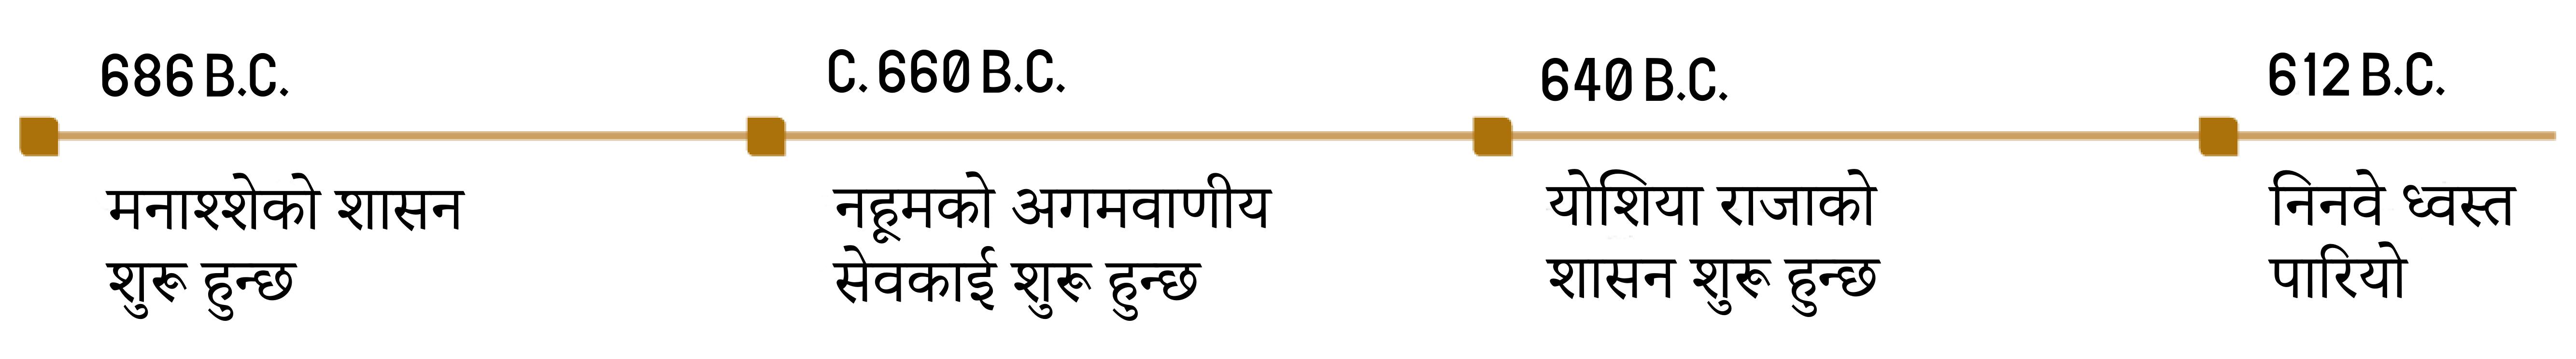 686 B.C.
मनाश्शेको शासन
शुरू हुन्छ
C. 660 B.C.
नहूमको अगमवाणीय
सेवकाई शुरू हुन्छ
640 B.C.
योशिया राजाको
शासन शुरू हुन्छ
612 B.C.
निनवे ध्वस्त
पारियो